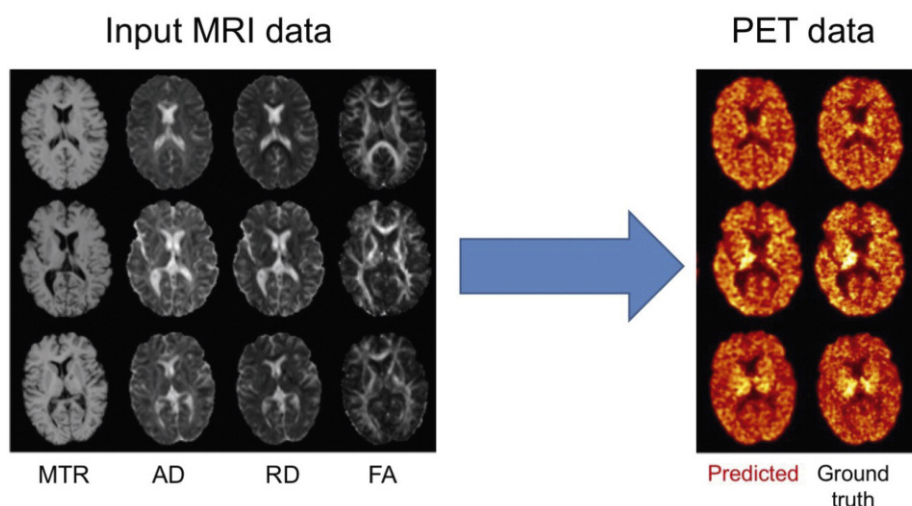 Input MRI data
PET data
MTR AD RD FA
Predicted Ground
truth